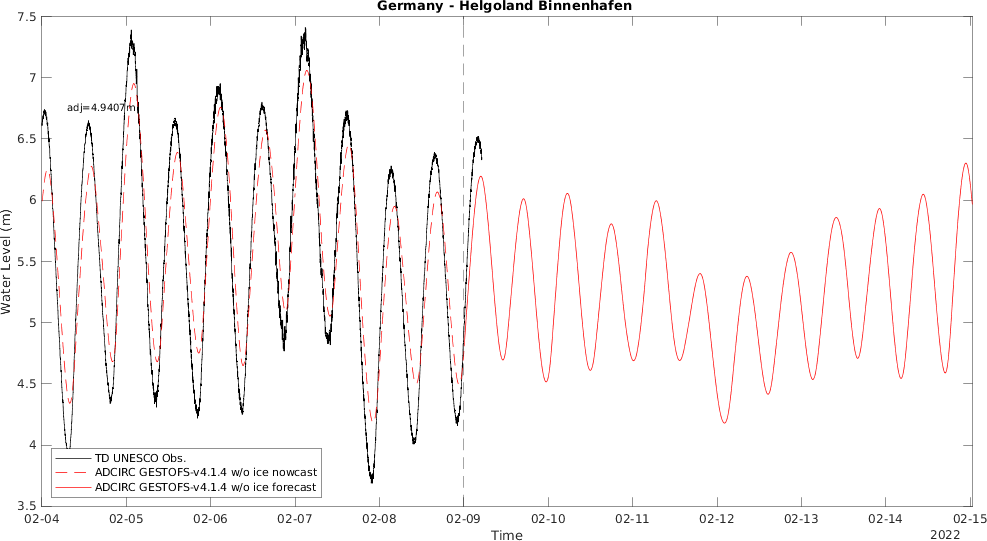 Germany - Helgoland Binnenhafen
7.5
7
6.5
6
5.5
5
4.5
4
3.5
Water Level (m)
adj=4.9407m
TD UNESCO Obs.
ADCIRC GESTOFS-v4.1.4 w/o ice nowcast
ADCIRC GESTOFS-v4.1.4 w/o ice forecast
02-04 02-05 02-06 02-07 02-08 02-09 02-10 02-11 02-12 02-13 02-14 02-15
Time
2022